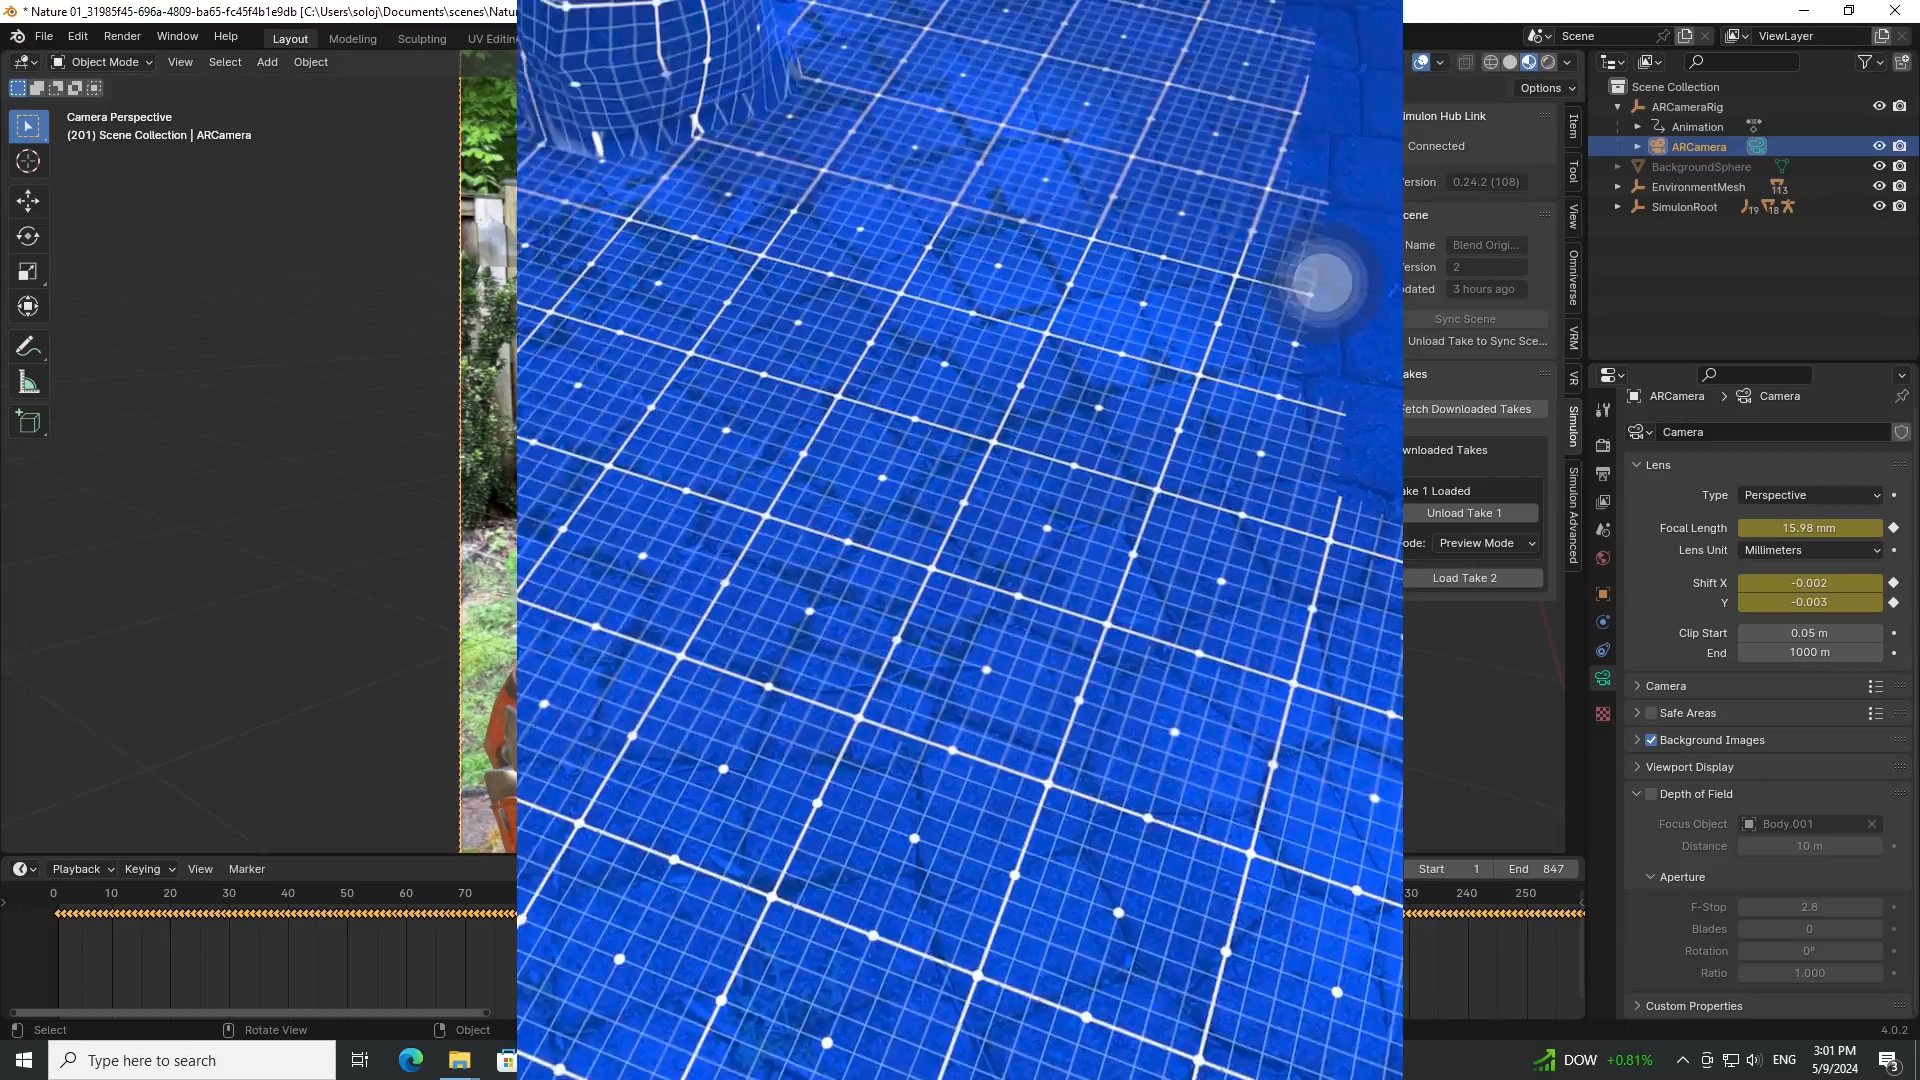 * Nature 01_31985f45-696a-4809-ba65-fc45f4b1e9db [C:\Users\soloj\Documents\scenes\Natur
File Edit Render Window Help Layout Modeling Sculpting UV Editin
Scene ViewLayer
Object Mode View Select Add Object
Options
Camera Perspective
(201) Scene Collection | ARCamera
Scene Collection
ARCameraRig
Animation
ARCamera
BackgroundSphere
EnvironmentMesh 113
SimulonRoot 19 18
imulon Hub Link
Connected
ersion 0.24.2 (108)
cene
Name Blend Origi...
ersion 2
dated 3 hours ago
Sync Scene
Unload Take to Sync Sce...
akes
Fetch Downloaded Takes
wnloaded Takes
ake 1 Loaded
Unload Take 1
ode: Preview Mode
Load Take 2
Item
Tool
View
Omniverse
VRM
VR
Simulon
Simulon Advanced
ARCamera > Camera
Camera
Lens
Type Perspective
Focal Length 15.98 mm
Lens Unit Millimeters
Shift X -0.002
Y -0.003
Clip Start 0.05 m
End 1000 m
Camera
Safe Areas
Background Images
Viewport Display
Depth of Field
Focus Object Body.001
Distance 10 m
Aperture
F-Stop 2.8
Blades 0
Rotation 0°
Ratio 1.000
Custom Properties
Playback Keying View Marker Start 1 End 847
0 10 20 30 40 50 60 70 30 240 250
Select Rotate View Object 4.0.2
Type here to search DOW +0.81% ENG 3:01 PM
5/9/2024 3